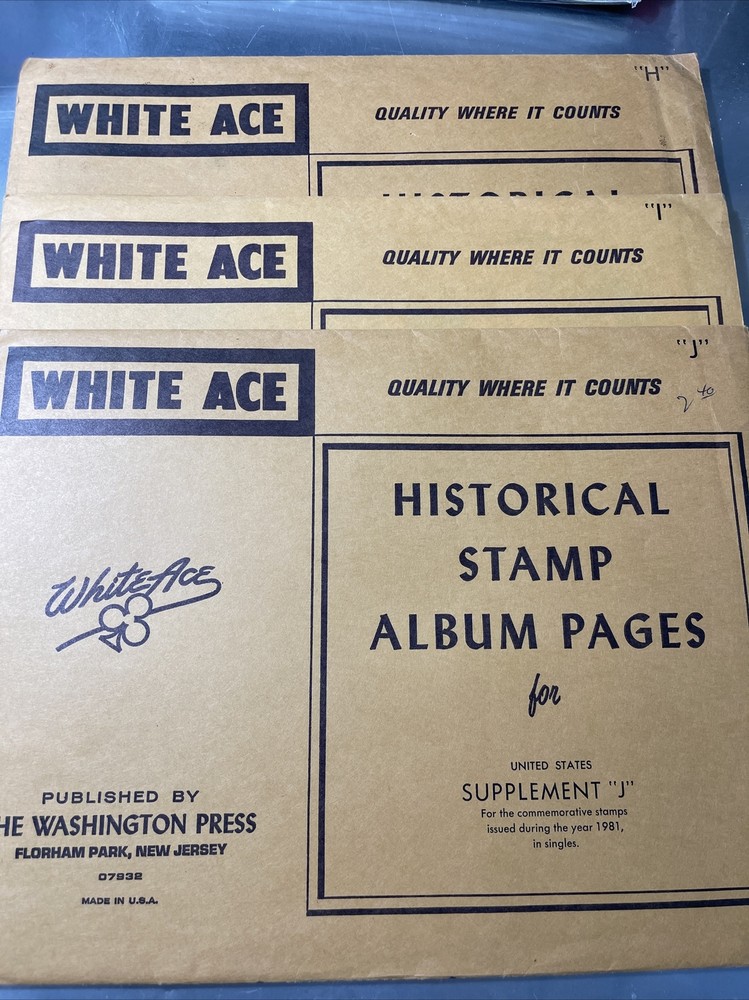 "H"
WHITE ACE
QUALITY WHERE IT COUNTS
HISTORICAL
"I"
WHITE ACE
QUALITY WHERE IT COUNTS
"J"
WHITE ACE
QUALITY WHERE IT COUNTS
2 40
HISTORICAL
STAMP
ALBUM PAGES
for
White Ace
UNITED STATES
SUPPLEMENT "J"
For the commemorative stamps
issued during the year 1981,
in singles.
PUBLISHED BY
HE WASHINGTON PRESS
FLORHAM PARK, NEW JERSEY
07932
MADE IN U.S.A.